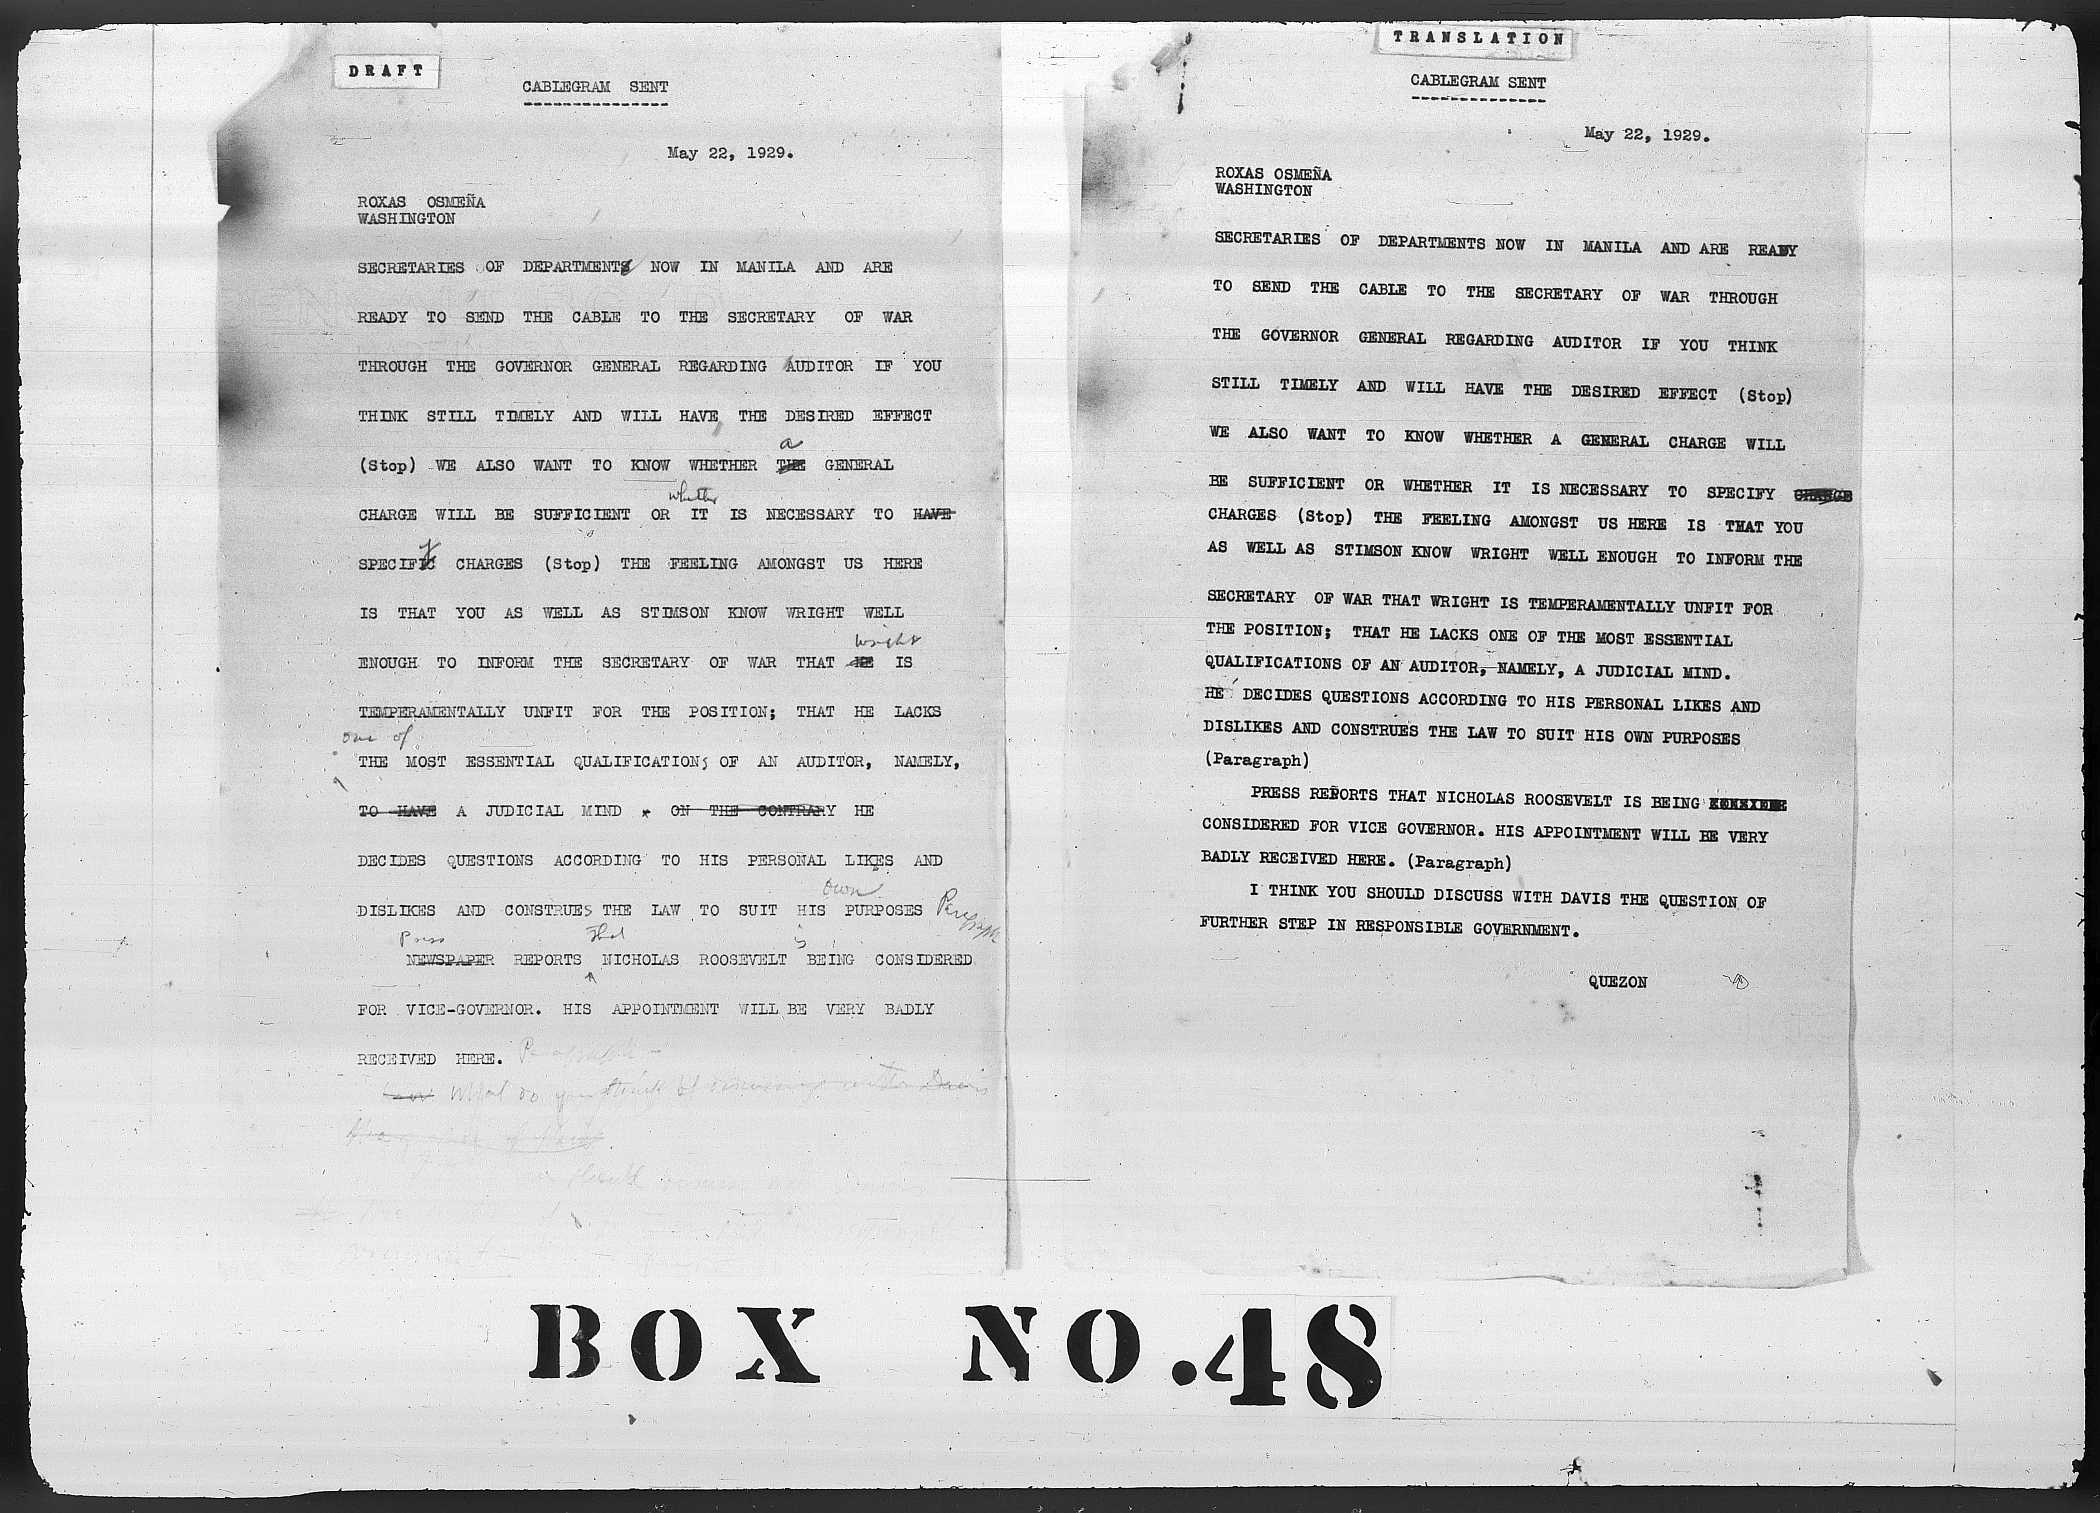 DRAFT
CABLEGRAM SENT
May 22, 1929.
ROXAS OSMEÑA
WASHINGTON
SECRETARIES OF DEPARTMENTS NOW IN MANILA AND ARE
READY TO SEND THE CABLE TO THE SECRETARY OF WAR
THROUGH THE GOVERNOR GENERAL REGARDING AUDITOR IF YOU
THINK STILL TIMELY AND WILL HAVE THE DESIRED EFFECT
a
(Stop) WE ALSO WANT TO KNOW WHETHER THE GENERAL
whether
CHARGE WILL BE SUFFICIENT OR IT IS NECESSARY TO HAVE
y
SPECIFIC CHARGES (Stop) THE FEELING AMONGST US HERE
IS THAT YOU AS WELL AS STIMSON KNOW WRIGHT WELL
Wright
ENOUGH TO INFORM THE SECRETARY OF WAR THAT HE IS
TEMPERAMENTALLY UNFIT FOR THE POSITION; THAT HE LACKS
one of
THE MOST ESSENTIAL QUALIFICATIONS OF AN AUDITOR, NAMELY,
TO HAVE A JUDICIAL MIND . ON THE CONTRARY HE
DECIDES QUESTIONS ACCORDING TO HIS PERSONAL LIKES AND
own
DISLIKES AND CONSTRUES THE LAW TO SUIT HIS PURPOSES Paragraph
Press that is
NEWSPAPER REPORTS NICHOLAS ROOSEVELT BEING CONSIDERED
FOR VICE-GOVERNOR. HIS APPOINTMENT WILL BE VERY BADLY
RECEIVED HERE. Paragraph
What do you think of discussing with Davis
should
TRANSLATION
CABLEGRAM SENT
May 22, 1929.
ROXAS OSMEÑA
WASHINGTON
SECRETARIES OF DEPARTMENTS NOW IN MANILA AND ARE READY
TO SEND THE CABLE TO THE SECRETARY OF WAR THROUGH
THE GOVERNOR GENERAL REGARDING AUDITOR IF YOU THINK
STILL TIMELY AND WILL HAVE THE DESIRED EFFECT (Stop)
WE ALSO WANT TO KNOW WHETHER A GENERAL CHARGE WILL
BE SUFFICIENT OR WHETHER IT IS NECESSARY TO SPECIFY CHARGE
CHARGES (Stop) THE FEELING AMONGST US HERE IS THAT YOU
AS WELL AS STIMSON KNOW WRIGHT WELL ENOUGH TO INFORM THE
SECRETARY OF WAR THAT WRIGHT IS TEMPERAMENTALLY UNFIT FOR
THE POSITION; THAT HE LACKS ONE OF THE MOST ESSENTIAL
QUALIFICATIONS OF AN AUDITOR, NAMELY, A JUDICIAL MIND.
HE DECIDES QUESTIONS ACCORDING TO HIS PERSONAL LIKES AND
DISLIKES AND CONSTRUES THE LAW TO SUIT HIS OWN PURPOSES
(Paragraph)
PRESS REPORTS THAT NICHOLAS ROOSEVELT IS BEING
CONSIDERED FOR VICE GOVERNOR. HIS APPOINTMENT WILL BE VERY
BADLY RECEIVED HERE. (Paragraph)
I THINK YOU SHOULD DISCUSS WITH DAVIS THE QUESTION OF
FURTHER STEP IN RESPONSIBLE GOVERNMENT.
QUEZON
BOX NO.48